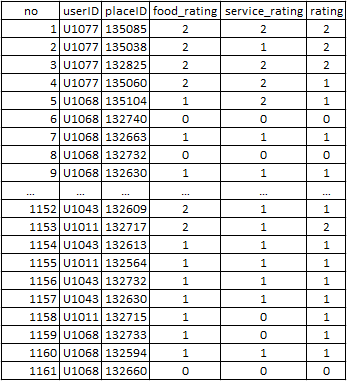 no userID placeID food_rating service_rating rating
1 U1077 135085 2 2 2
2 U1077 135038 2 1 2
3 U1077 132825 2 2 2
4 U1077 135060 2 2 1
5 U1068 135104 1 2 1
6 U1068 132740 0 0 0
7 U1068 132663 1 1 1
8 U1068 132732 0 0 0
9 U1068 132630 1 1 1
... ... ... ... ... ...
1152 U1043 132609 2 1 1
1153 U1011 132717 2 1 2
1154 U1043 132613 1 1 1
1155 U1011 132564 1 1 1
1156 U1043 132732 1 1 1
1157 U1043 132630 1 1 1
1158 U1011 132715 1 0 1
1159 U1068 132733 1 0 1
1160 U1068 132594 1 1 1
1161 U1068 132660 0 0 0